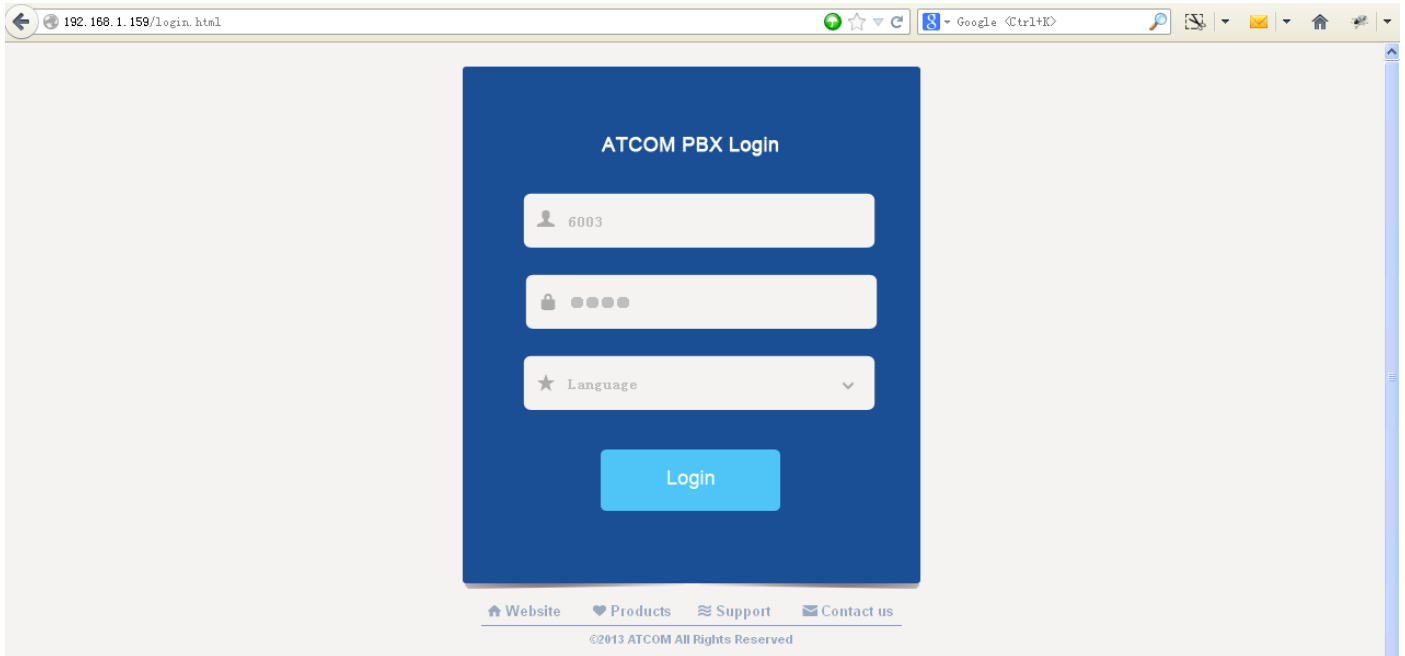 192.168.1.159/login.html
Google <Ctrl+K>
ATCOM PBX Login
6003
Language
Login
Website Products Support Contact us
©2013 ATCOM All Rights Reserved